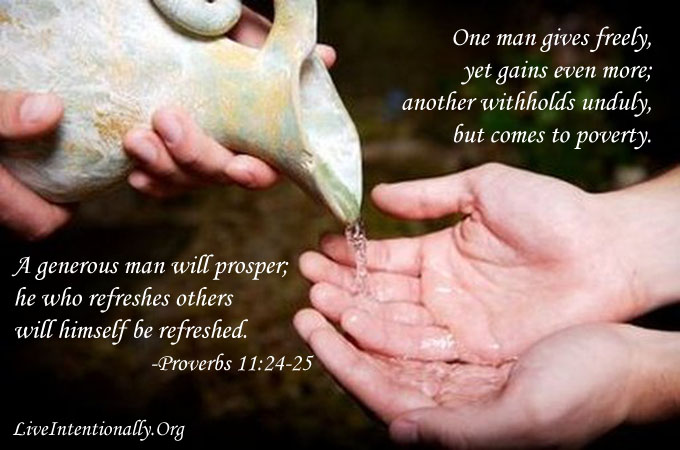 One man gives freely,
yet gains even more;
another withholds unduly,
but comes to poverty.
A generous man will prosper;
he who refreshes others
will himself be refreshed.
-Proverbs 11:24-25
LiveIntentionally.Org